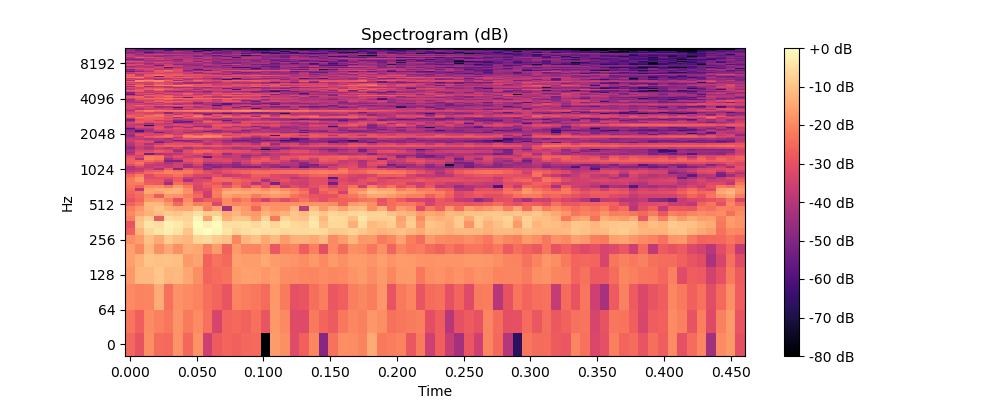 Spectrogram (dB)
8192
4096
2048
1024
512
256
128
64
0
Hz
0.000 0.050 0.100 0.150 0.200 0.250 0.300 0.350 0.400 0.450
Time
+0 dB
-10 dB
-20 dB
-30 dB
-40 dB
-50 dB
-60 dB
-70 dB
-80 dB